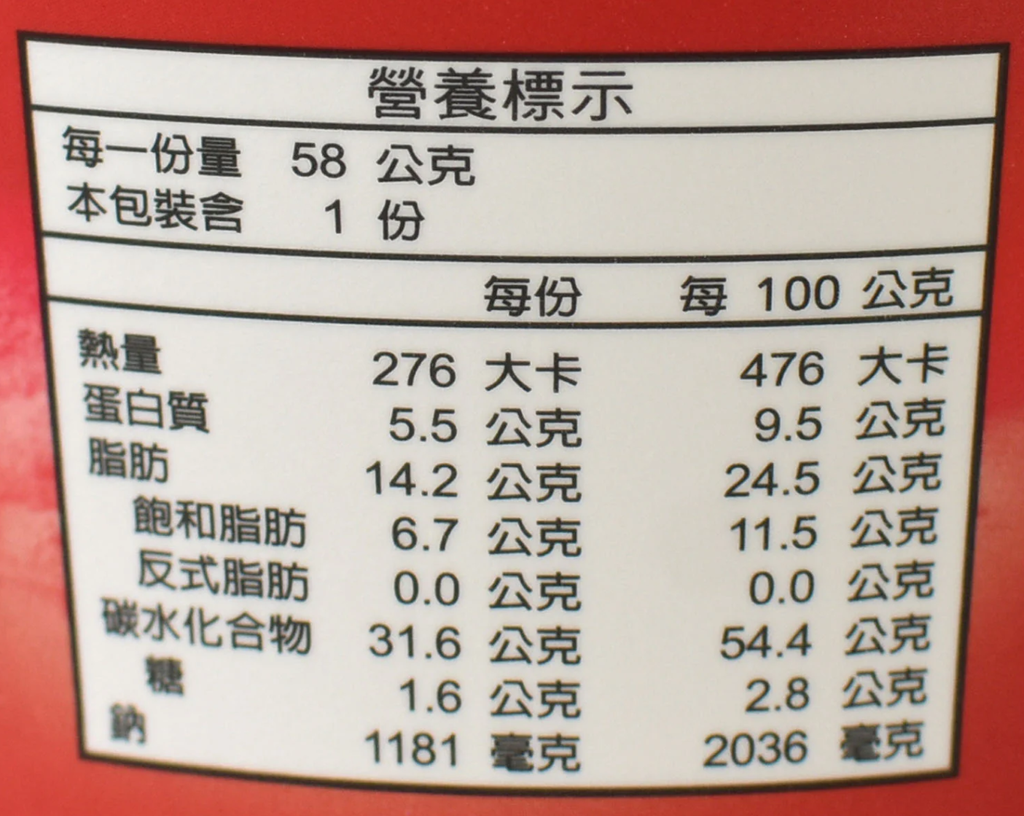 營養標示
每一份量 58 公克
本包裝含 1 份
每份 每 100 公克
熱量 276 大卡 476 大卡
蛋白質 5.5 公克 9.5 公克
脂肪 14.2 公克 24.5 公克
飽和脂肪 6.7 公克 11.5 公克
反式脂肪 0.0 公克 0.0 公克
碳水化合物 31.6 公克 54.4 公克
糖 1.6 公克 2.8 公克
鈉 1181 毫克 2036 毫克